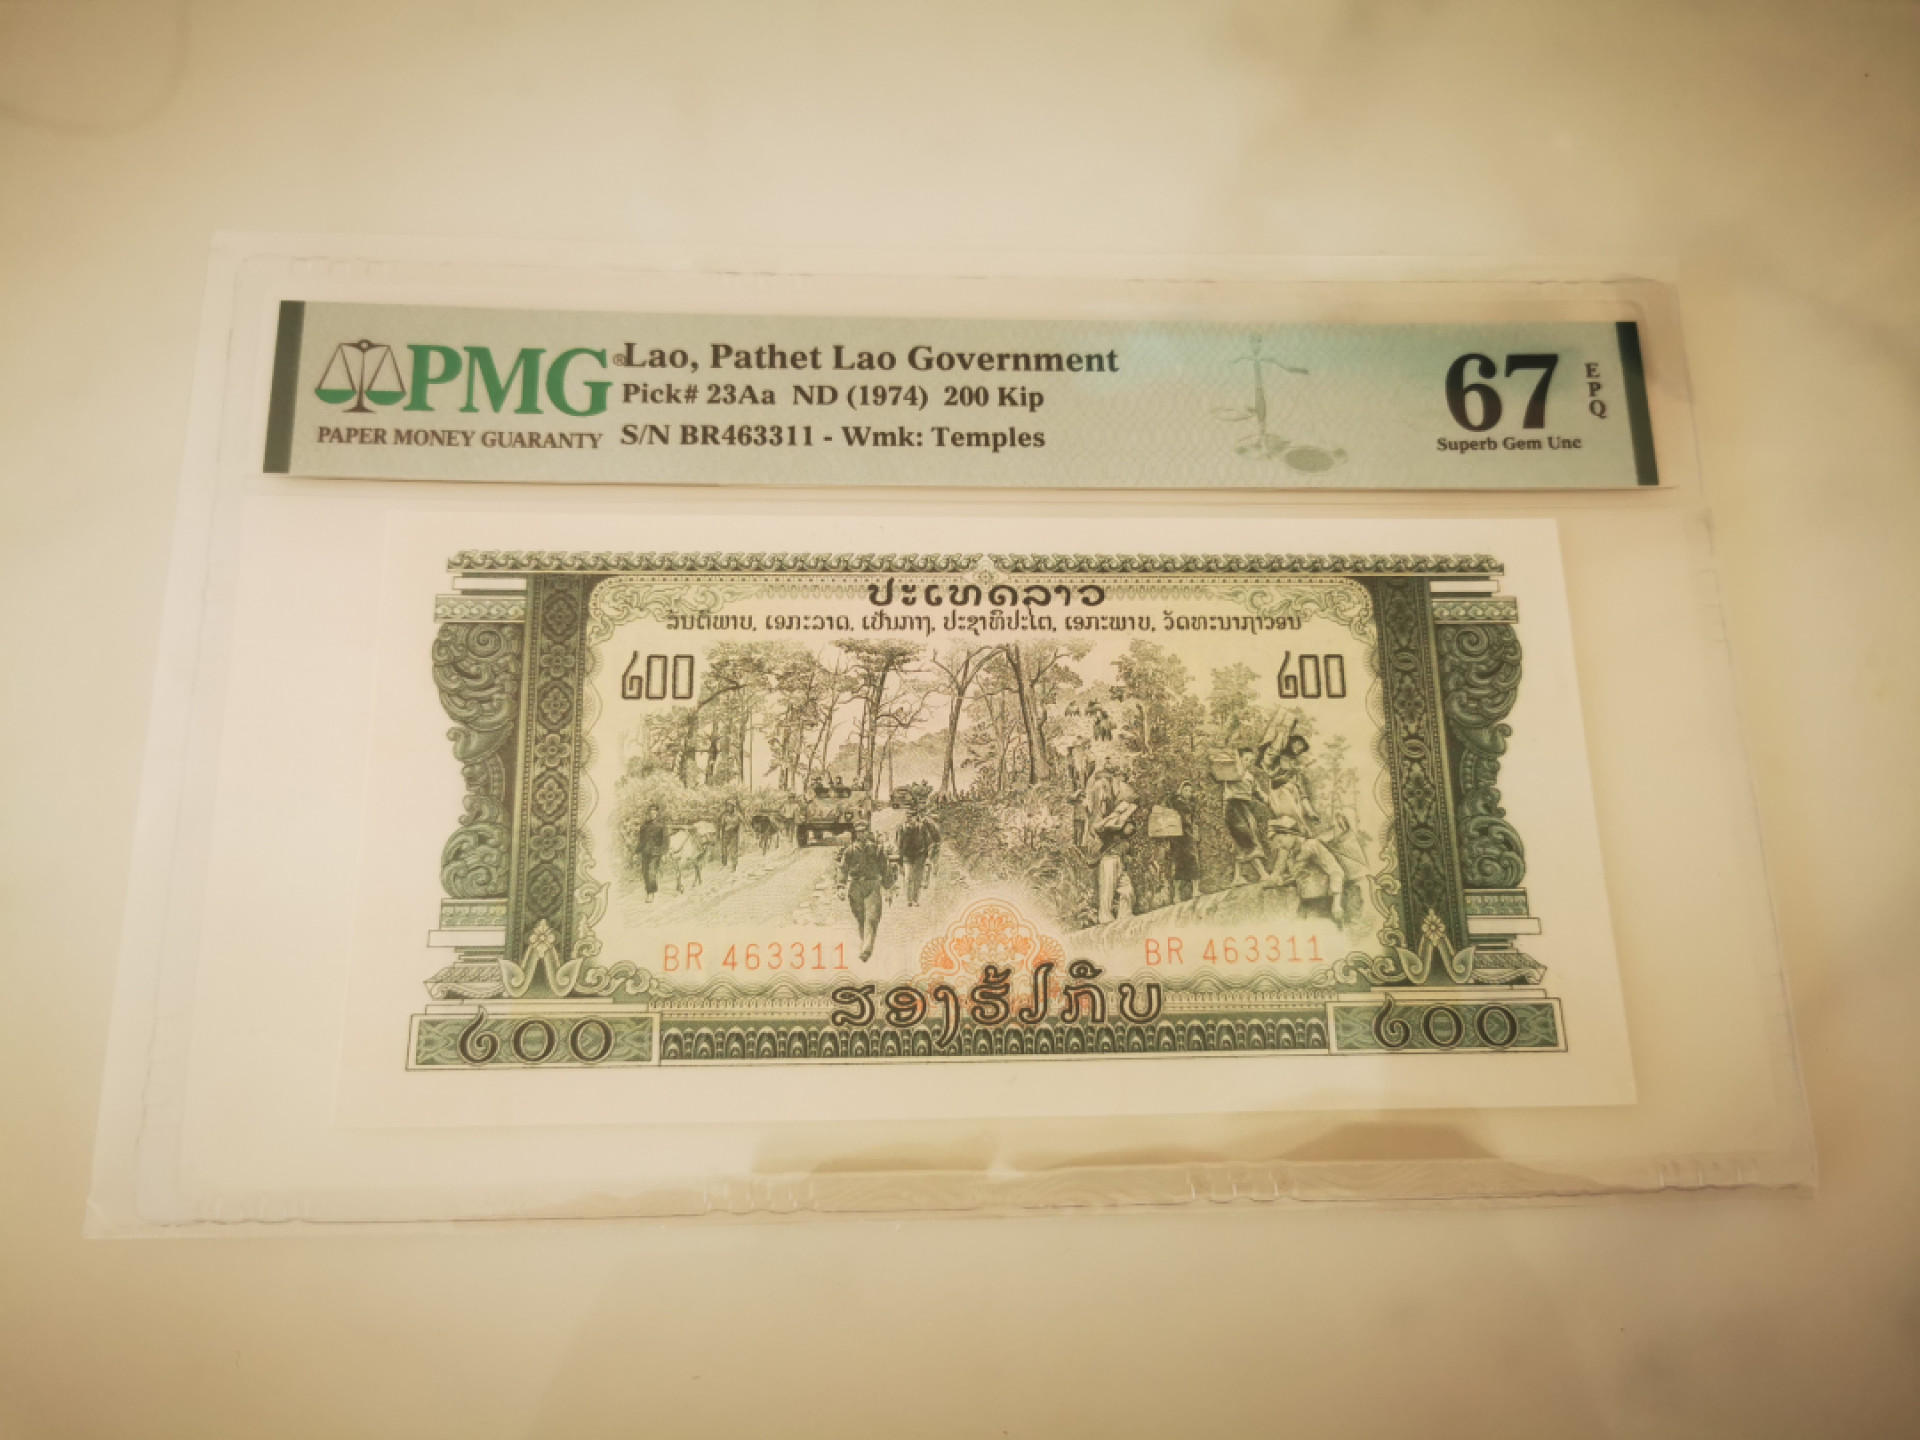 PMG®
PAPER MONEY GUARANTY
Lao, Pathet Lao Government
Pick# 23Aa ND (1974) 200 Kip
S/N BR463311 - Wmk: Temples
67
EPQ
Superb Gem Unc
ປະເທດລາວ
ສັນຕິພາບ, ເອກະລາດ, ເປັນກາງ, ປະຊາທິປະໄຕ, ເອກະພາບ, ວັດທະນາຖາວອນ
໒໐໐ ໒໐໐
BR 463311 BR 463311
ສອງຮ້ຽກີບ
໒໐໐ ໒໐໐